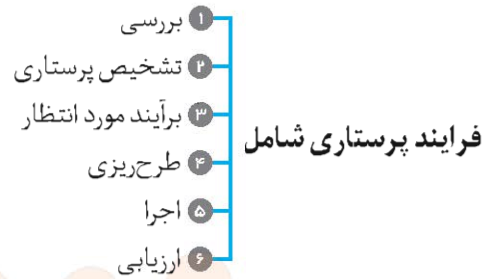 فرایند پرستاری شامل
۱ بررسی
۲ تشخیص پرستاری
۳ برآیند مورد انتظار
۴ طرح‌ریزی
۵ اجرا
۶ ارزیابی